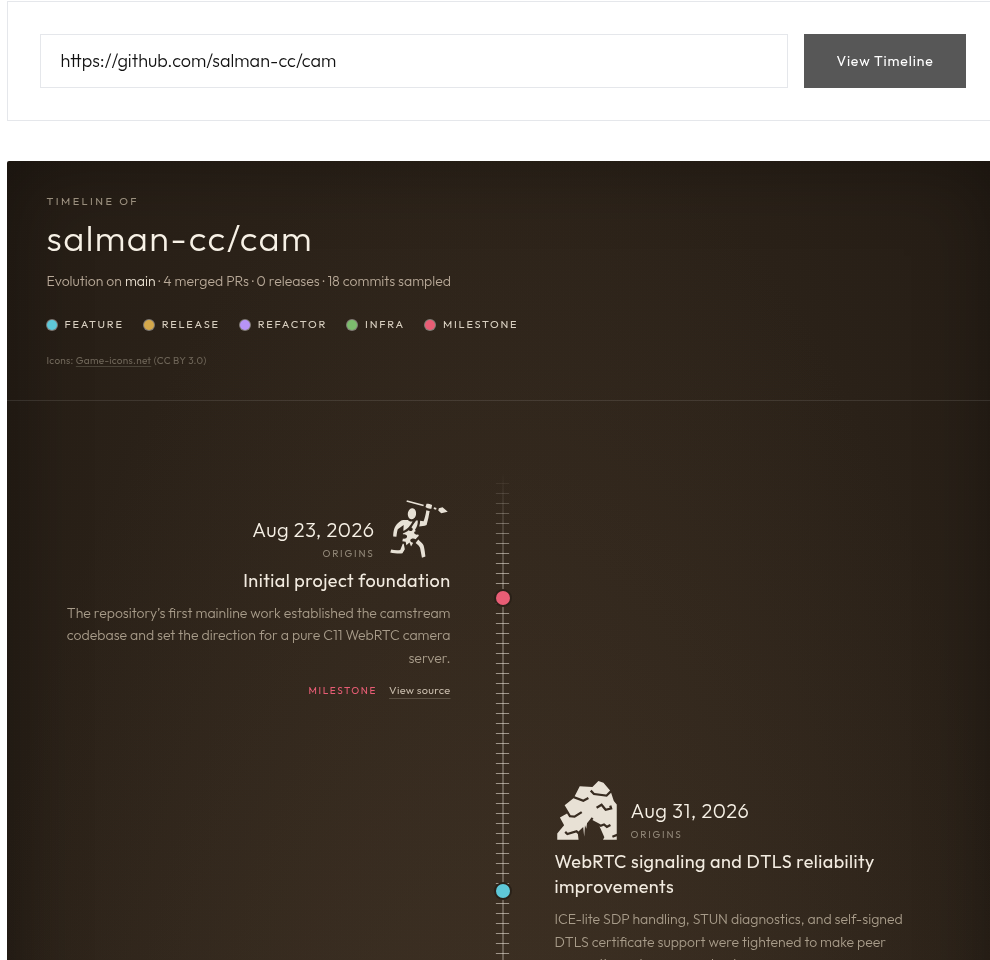 https://github.com/salman-cc/cam
View Timeline
TIMELINE OF
salman-cc/cam
Evolution on main · 4 merged PRs · 0 releases · 18 commits sampled
FEATURE RELEASE REFACTOR INFRA MILESTONE
Icons: Game-icons.net (CC BY 3.0)
Aug 23, 2026
ORIGINS
Initial project foundation
The repository's first mainline work established the camstream
codebase and set the direction for a pure C11 WebRTC camera
server.
MILESTONE View source
Aug 31, 2026
ORIGINS
WebRTC signaling and DTLS reliability
improvements
ICE-lite SDP handling, STUN diagnostics, and self-signed
DTLS certificate support were tightened to make peer